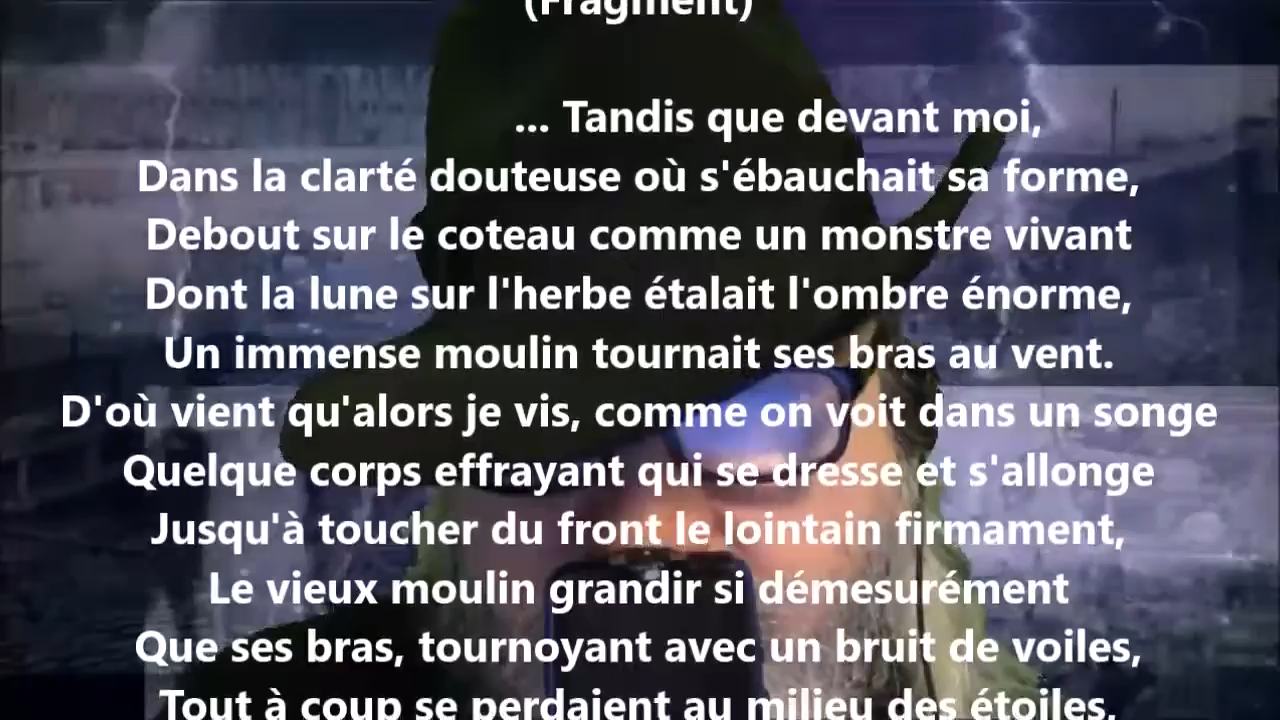 (Fragment)
... Tandis que devant moi,
Dans la clarté douteuse où s'ébauchait sa forme,
Debout sur le coteau comme un monstre vivant
Dont la lune sur l'herbe étalait l'ombre énorme,
Un immense moulin tournait ses bras au vent.
D'où vient qu'alors je vis, comme on voit dans un songe
Quelque corps effrayant qui se dresse et s'allonge
Jusqu'à toucher du front le lointain firmament,
Le vieux moulin grandir si démesurément
Que ses bras, tournoyant avec un bruit de voiles,
Tout à coup se perdaient au milieu des étoiles,